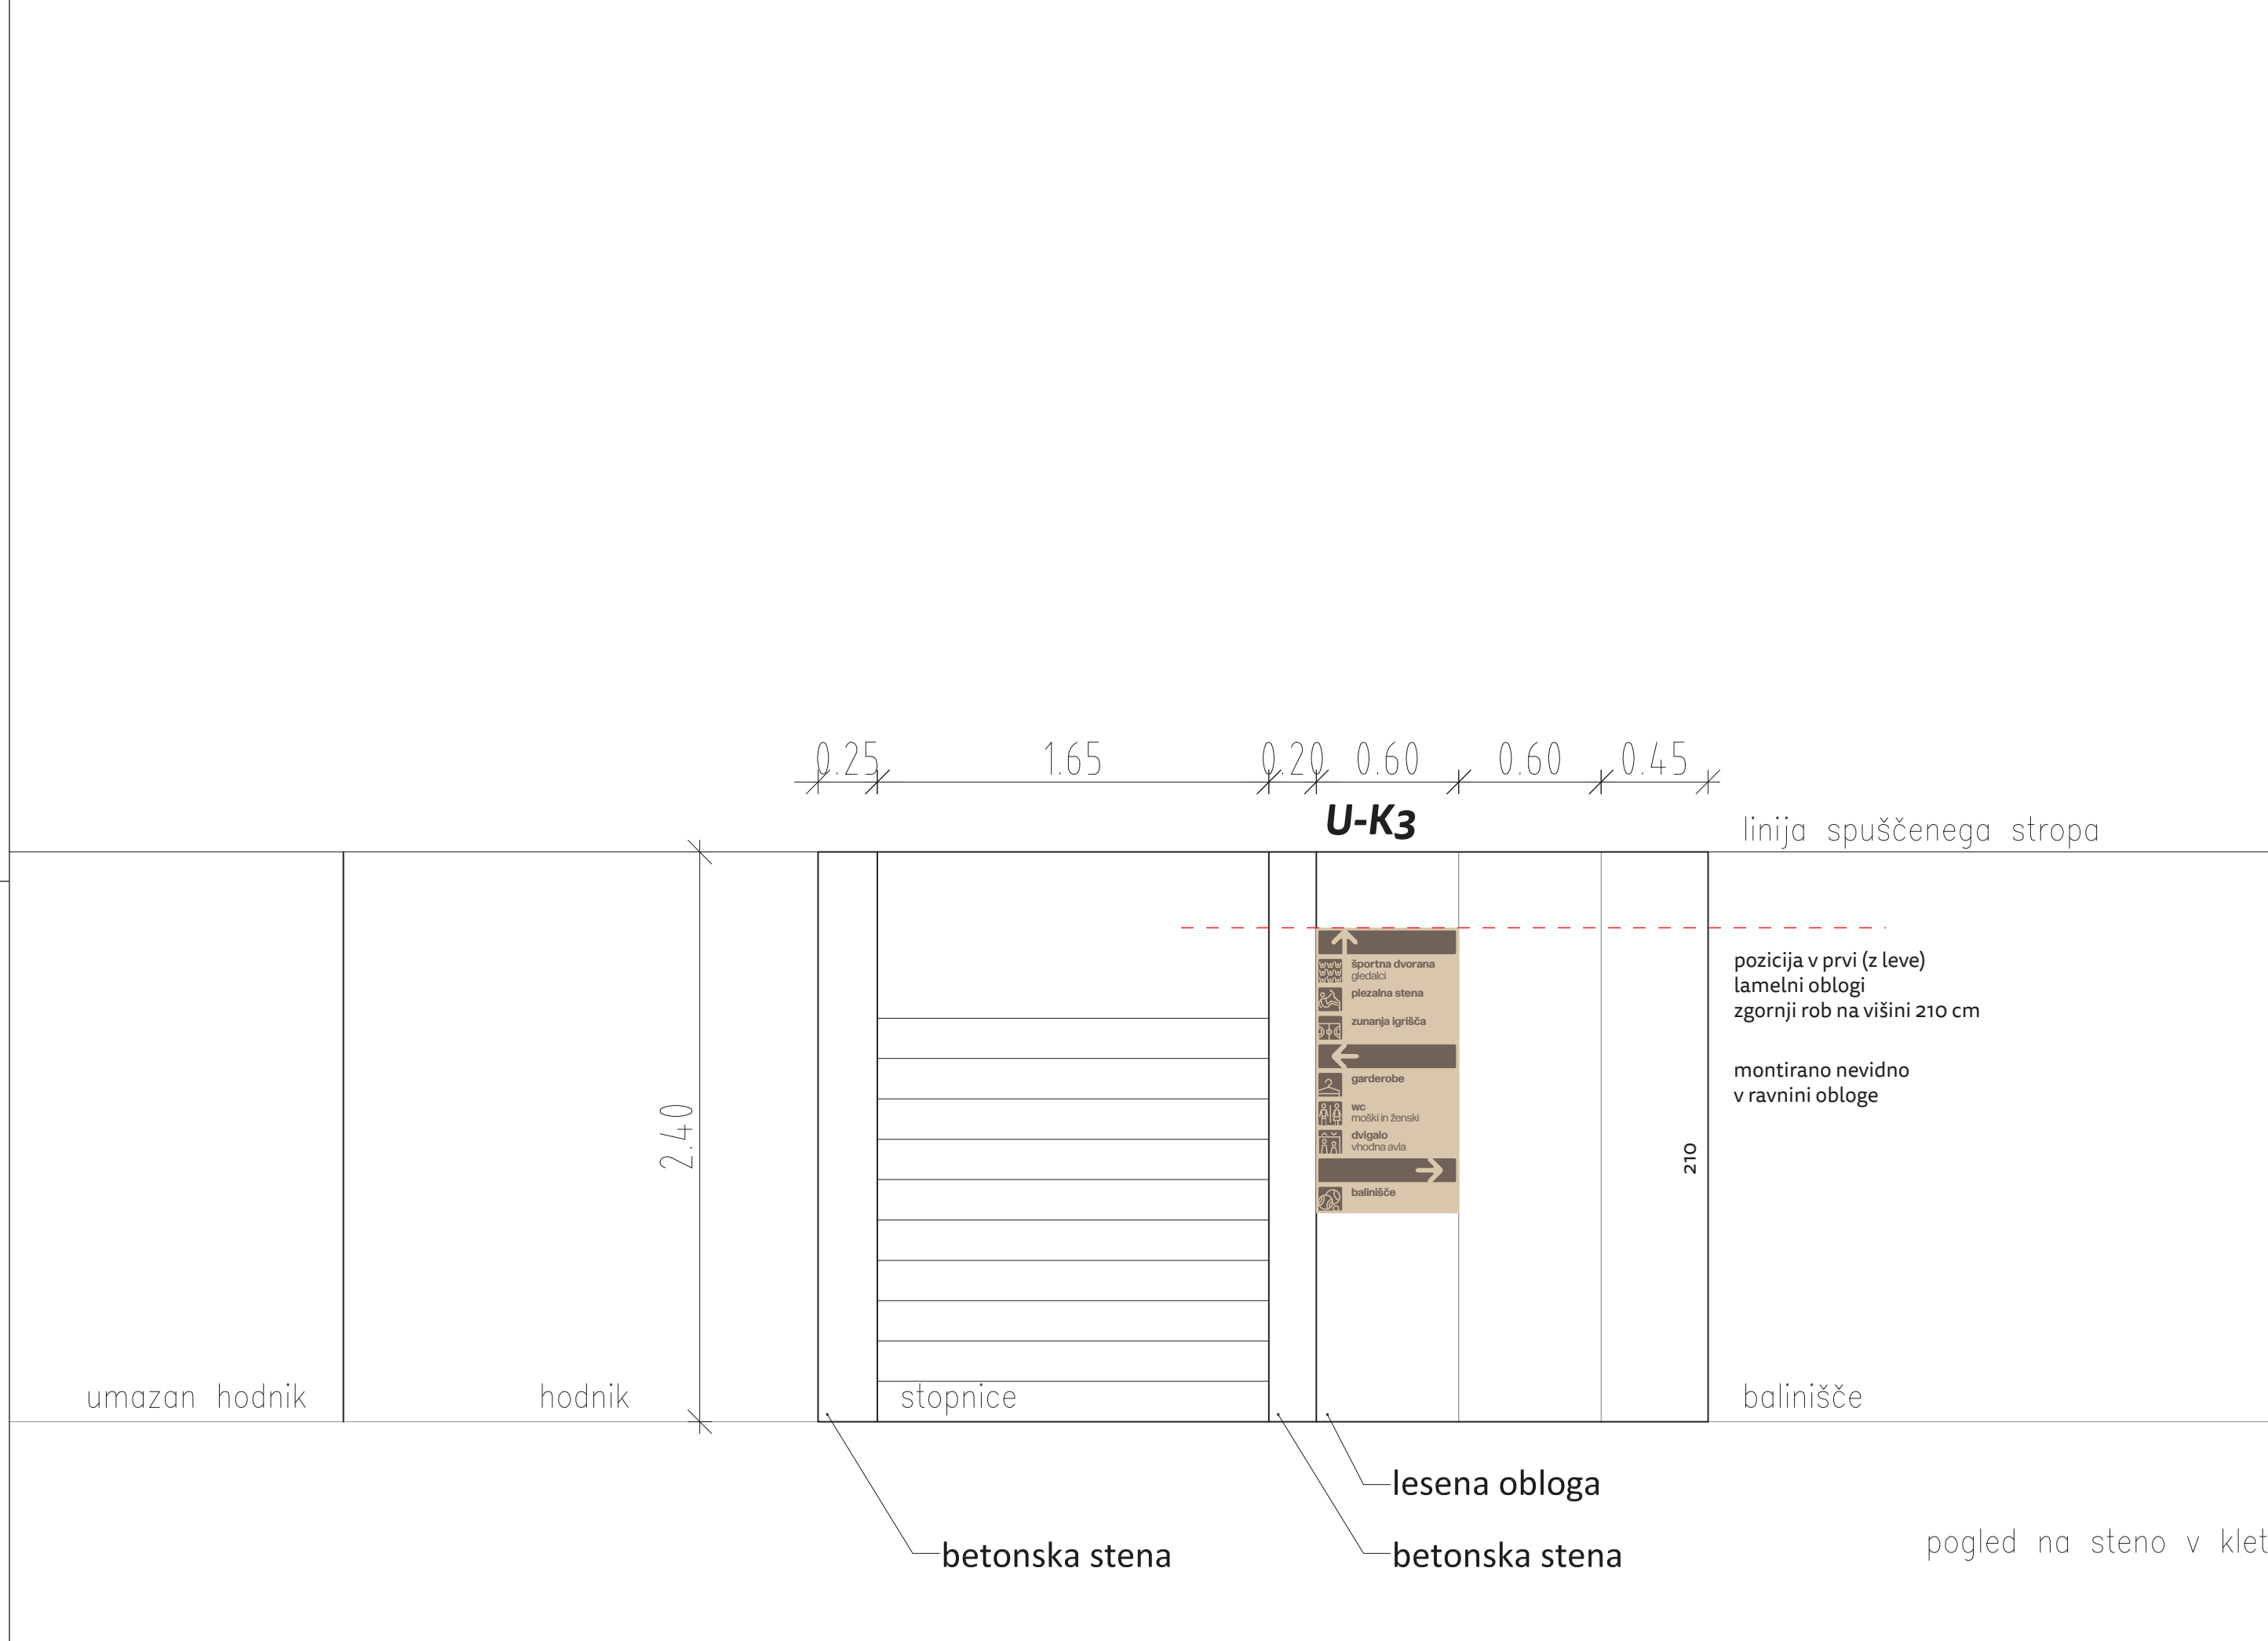 0.25 1.65 0.20 0.60 0.60 0.45
U-K3
linija spuščenega stropa
športna dvorana
gledalci
plezalna stena
zunanja igrišča
garderobe
wc
moški in ženski
dvigalo
vhodna avla
balinišče
pozicija v prvi (z leve)
lamelni oblogi
zgornji rob na višini 210 cm
montirano nevidno
v ravnini obloge
2.40
210
umazan hodnik
hodnik
stopnice
balinišče
lesena obloga
betonska stena
betonska stena
pogled na steno v klet